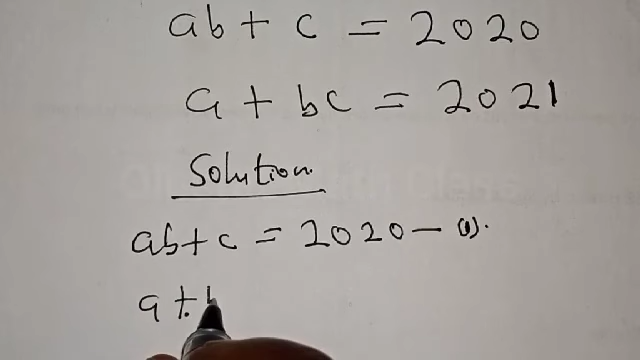 ab + c = 2020
a + bc = 2021
Solution.
ab + c = 2020 — (1).
a +